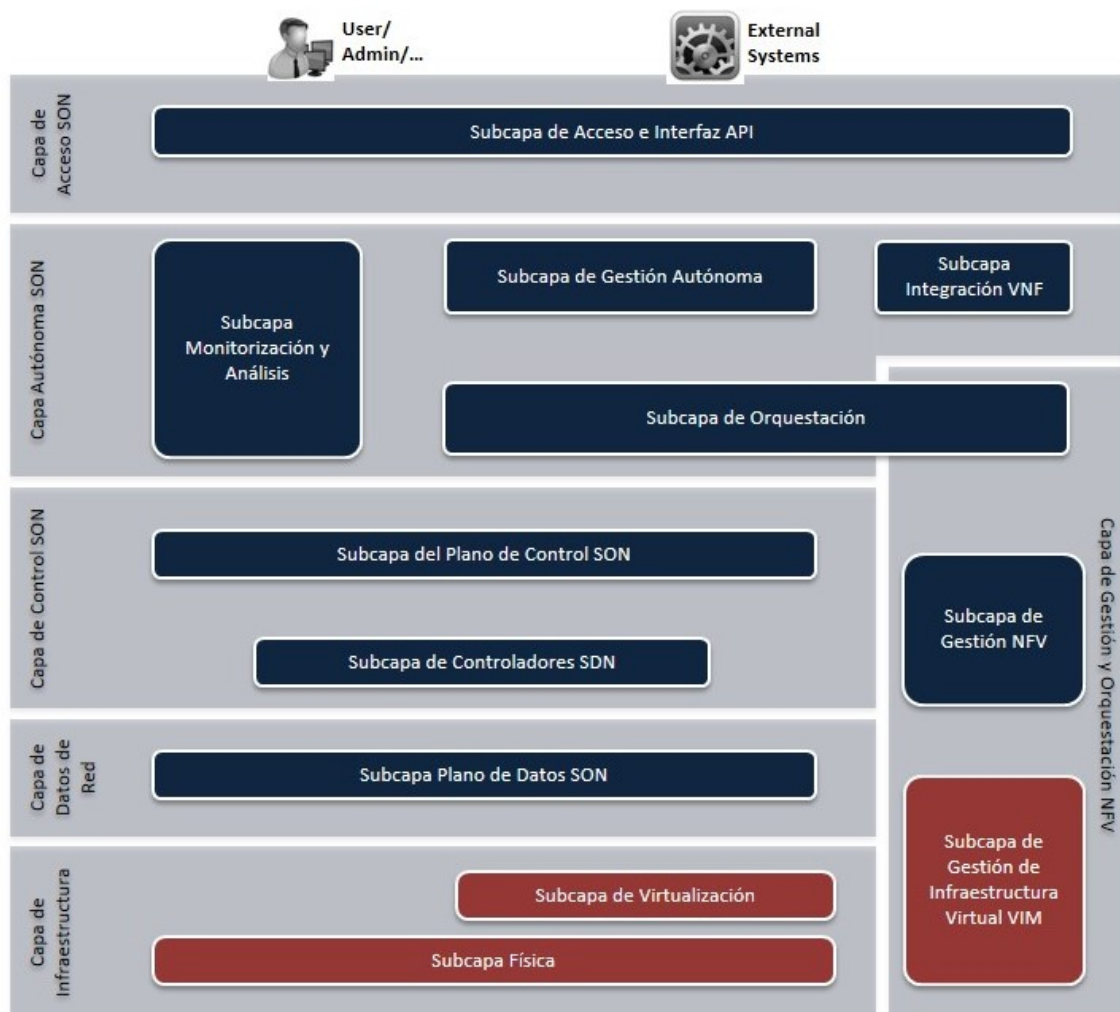 User/
Admin/...
External
Systems
Capa de
Acceso SON
Subcapa de Acceso e Interfaz API
Capa Autónoma SON
Subcapa
Monitorización y
Análisis
Subcapa de Gestión Autónoma
Subcapa
Integración VNF
Subcapa de Orquestación
Capa de Control SON
Subcapa del Plano de Control SON
Subcapa de Controladores SDN
Capa de Gestión y Orquestación NFV
Subcapa de
Gestión NFV
Capa de
Datos de
Red
Subcapa Plano de Datos SON
Subcapa de
Gestión de
Infraestructura
Virtual VIM
Capa de
Infraestructura
Subcapa de Virtualización
Subcapa Física